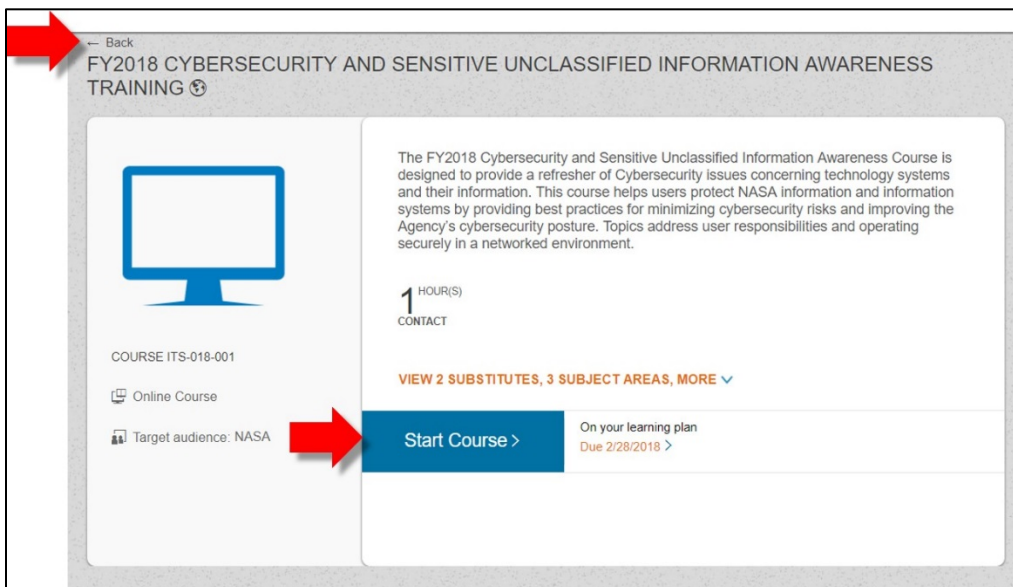 ← Back
FY2018 CYBERSECURITY AND SENSITIVE UNCLASSIFIED INFORMATION AWARENESS
TRAINING
The FY2018 Cybersecurity and Sensitive Unclassified Information Awareness Course is
designed to provide a refresher of Cybersecurity issues concerning technology systems
and their information. This course helps users protect NASA information and information
systems by providing best practices for minimizing cybersecurity risks and improving the
Agency's cybersecurity posture. Topics address user responsibilities and operating
securely in a networked environment.
1 HOUR(S)
CONTACT
COURSE ITS-018-001
Online Course
Target audience: NASA
VIEW 2 SUBSTITUTES, 3 SUBJECT AREAS, MORE
Start Course >
On your learning plan
Due 2/28/2018 >